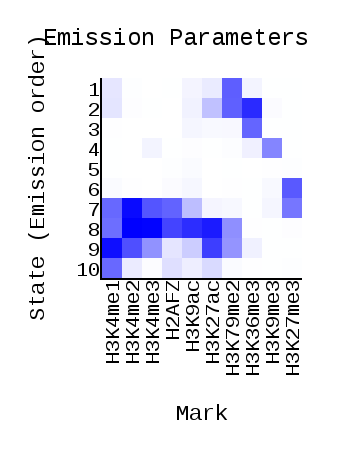 Emission Parameters
State (Emission order)
1
2
3
4
5
6
7
8
9
10
H3K4me1
H3K4me2
H3K4me3
H2AFZ
H3K9ac
H3K27ac
H3K79me2
H3K36me3
H3K9me3
H3K27me3
Mark